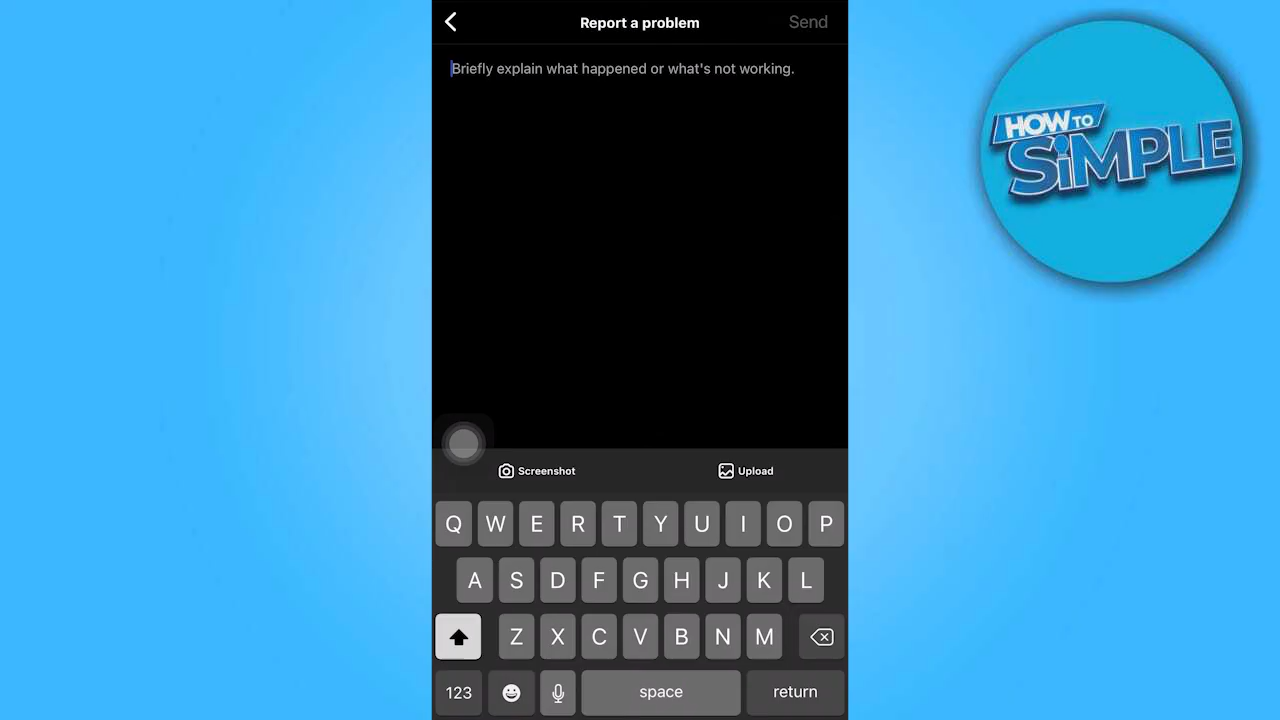 Report a problem
Send
Briefly explain what happened or what's not working.
HOW TO
SiMPLE
Screenshot
Upload
Q W E R T Y U I O P
A S D F G H J K L
Z X C V B N M
123
space
return